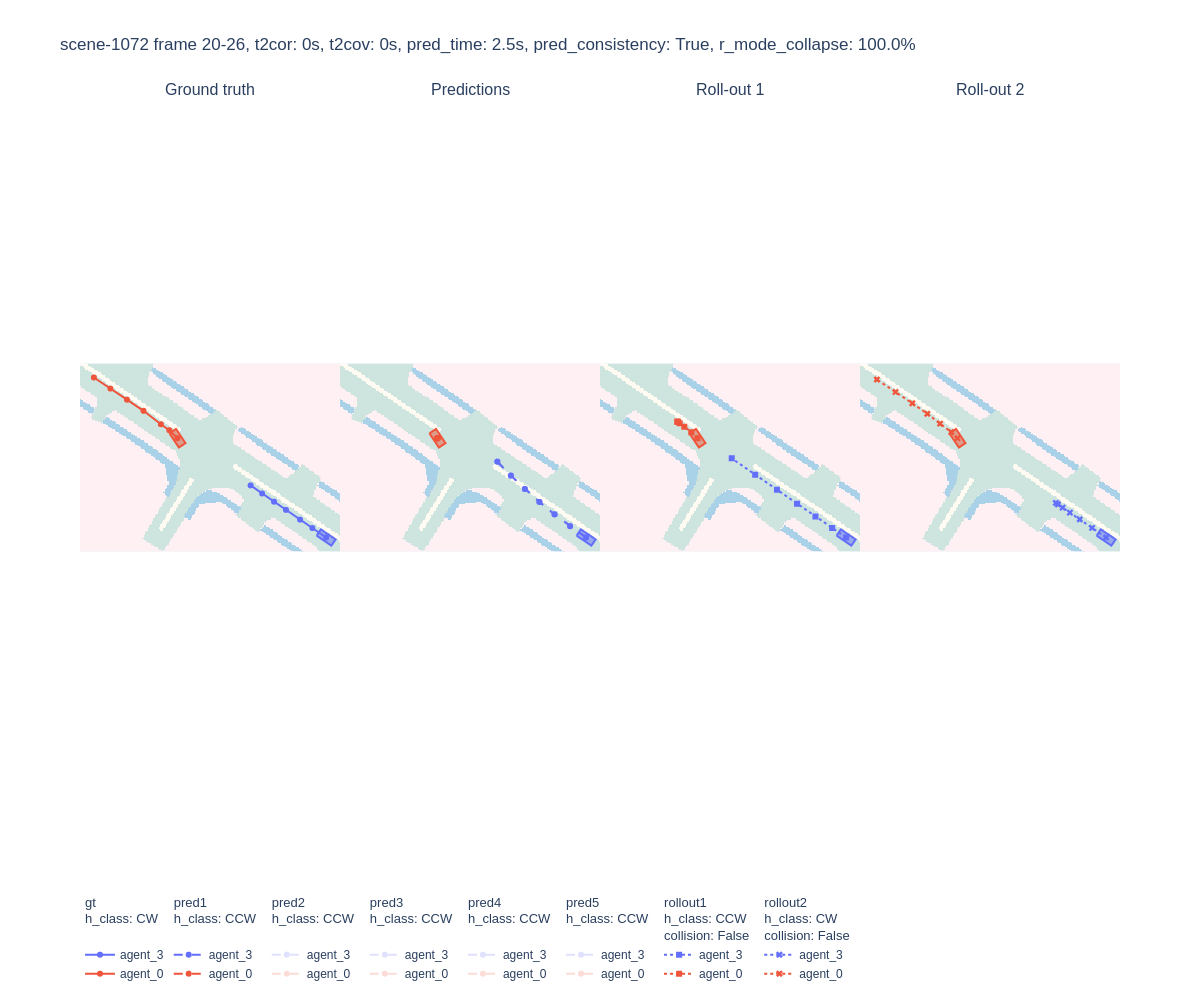 scene-1072 frame 20-26, t2cor: 0s, t2cov: 0s, pred_time: 2.5s, pred_consistency: True, r_mode_collapse: 100.0%
Ground truth Predictions Roll-out 1 Roll-out 2
gt pred1 pred2 pred3 pred4 pred5 rollout1 rollout2
h_class: CW h_class: CCW h_class: CCW h_class: CCW h_class: CCW h_class: CCW h_class: CCW h_class: CW
collision: False collision: False
agent_3 agent_3 agent_3 agent_3 agent_3 agent_3 agent_3 agent_3
agent_0 agent_0 agent_0 agent_0 agent_0 agent_0 agent_0 agent_0